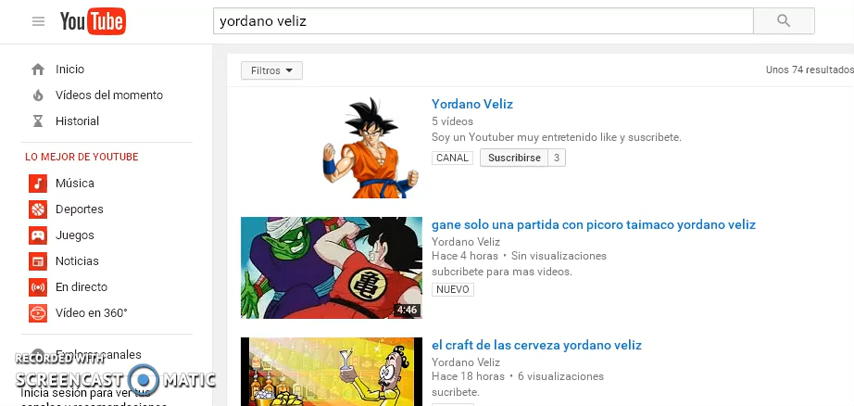 YouTube
yordano veliz
Inicio
Vídeos del momento
Historial
LO MEJOR DE YOUTUBE
Música
Deportes
Juegos
Noticias
En directo
Vídeo en 360°
Explorar canales
RECORDED WITH
SCREENCAST MATIC
Inicia sesión para ver tus
canales y recomendaciones
Filtros
Unos 74 resultados
Yordano Veliz
5 vídeos
Soy un Youtuber muy entretenido like y suscribete.
CANAL Suscribirse 3
gane solo una partida con picoro taimaco yordano veliz
Yordano Veliz
Hace 4 horas • Sin visualizaciones
subcribete para mas videos.
NUEVO
亀
4:46
el craft de las cerveza yordano veliz
Yordano Veliz
Hace 18 horas • 6 visualizaciones
sucribete.